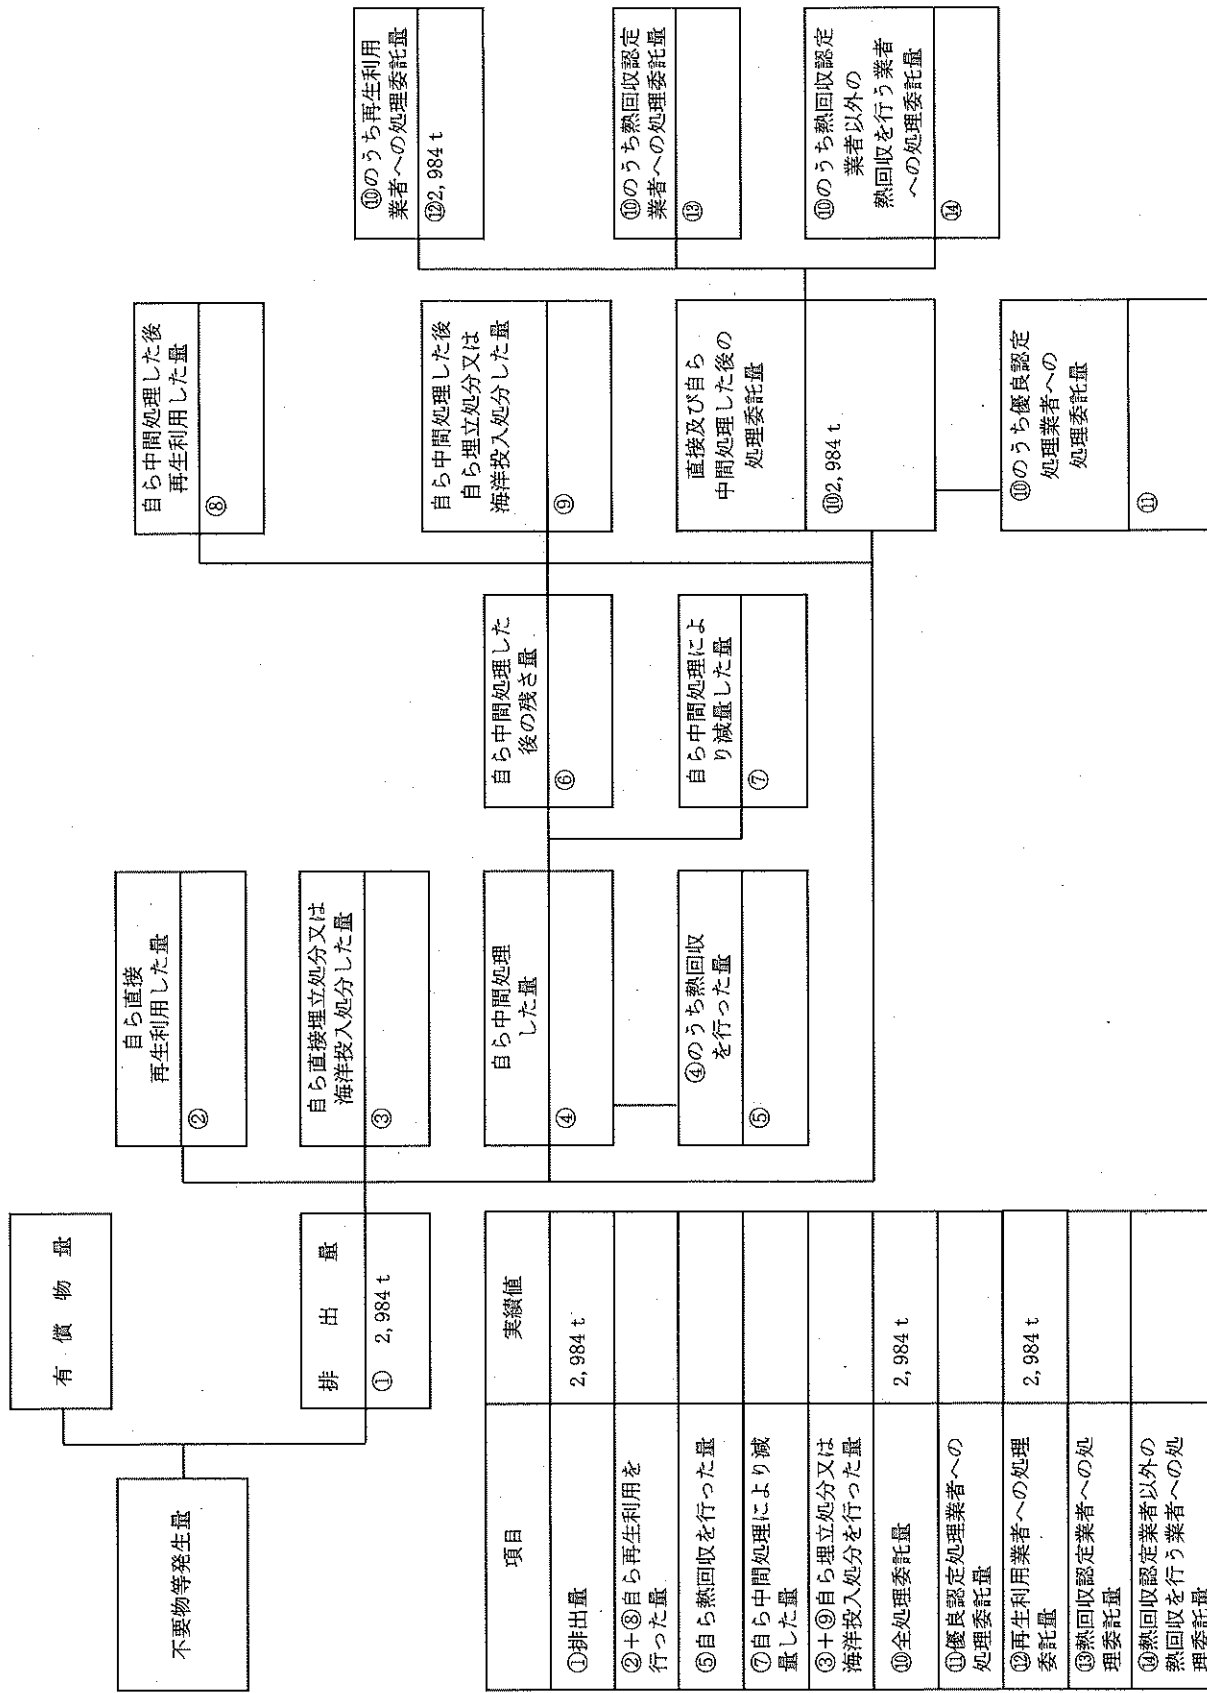 不要物等発生量
有償物量
排出量
① 2,984 t
自ら直接
再生利用した量
②
自ら直接埋立処分又は
海洋投入処分した量
③
自ら中間処理
した量
④
④のうち熱回収
を行った量
⑤
自ら中間処理した
後の残さ量
⑥
自ら中間処理によ
り減量した量
⑦
自ら中間処理した後
再生利用した量
⑧
自ら中間処理した後
自ら埋立処分又は
海洋投入処分した量
⑨
直接及び自ら
中間処理した後の
処理委託量
⑩2,984 t
⑩のうち優良認定
処理業者への
処理委託量
⑪
⑩のうち再生利用
業者への処理委託量
⑫2,984 t
⑩のうち熱回収認定
業者への処理委託量
⑬
⑩のうち熱回収認定
業者以外の
熱回収を行う業者
への処理委託量
⑭
項目 実績値
①排出量 2,984 t
②+⑧自ら再生利用を
行った量
⑤自ら熱回収を行った量
⑦自ら中間処理により減
量した量
③+⑨自ら埋立処分又は
海洋投入処分を行った量
⑩全処理委託量 2,984 t
⑪優良認定処理業者への
処理委託量
⑫再生利用業者への処理
委託量 2,984 t
⑬熱回収認定業者への処
理委託量
⑭熱回収認定業者以外の
熱回収を行う業者への処
理委託量